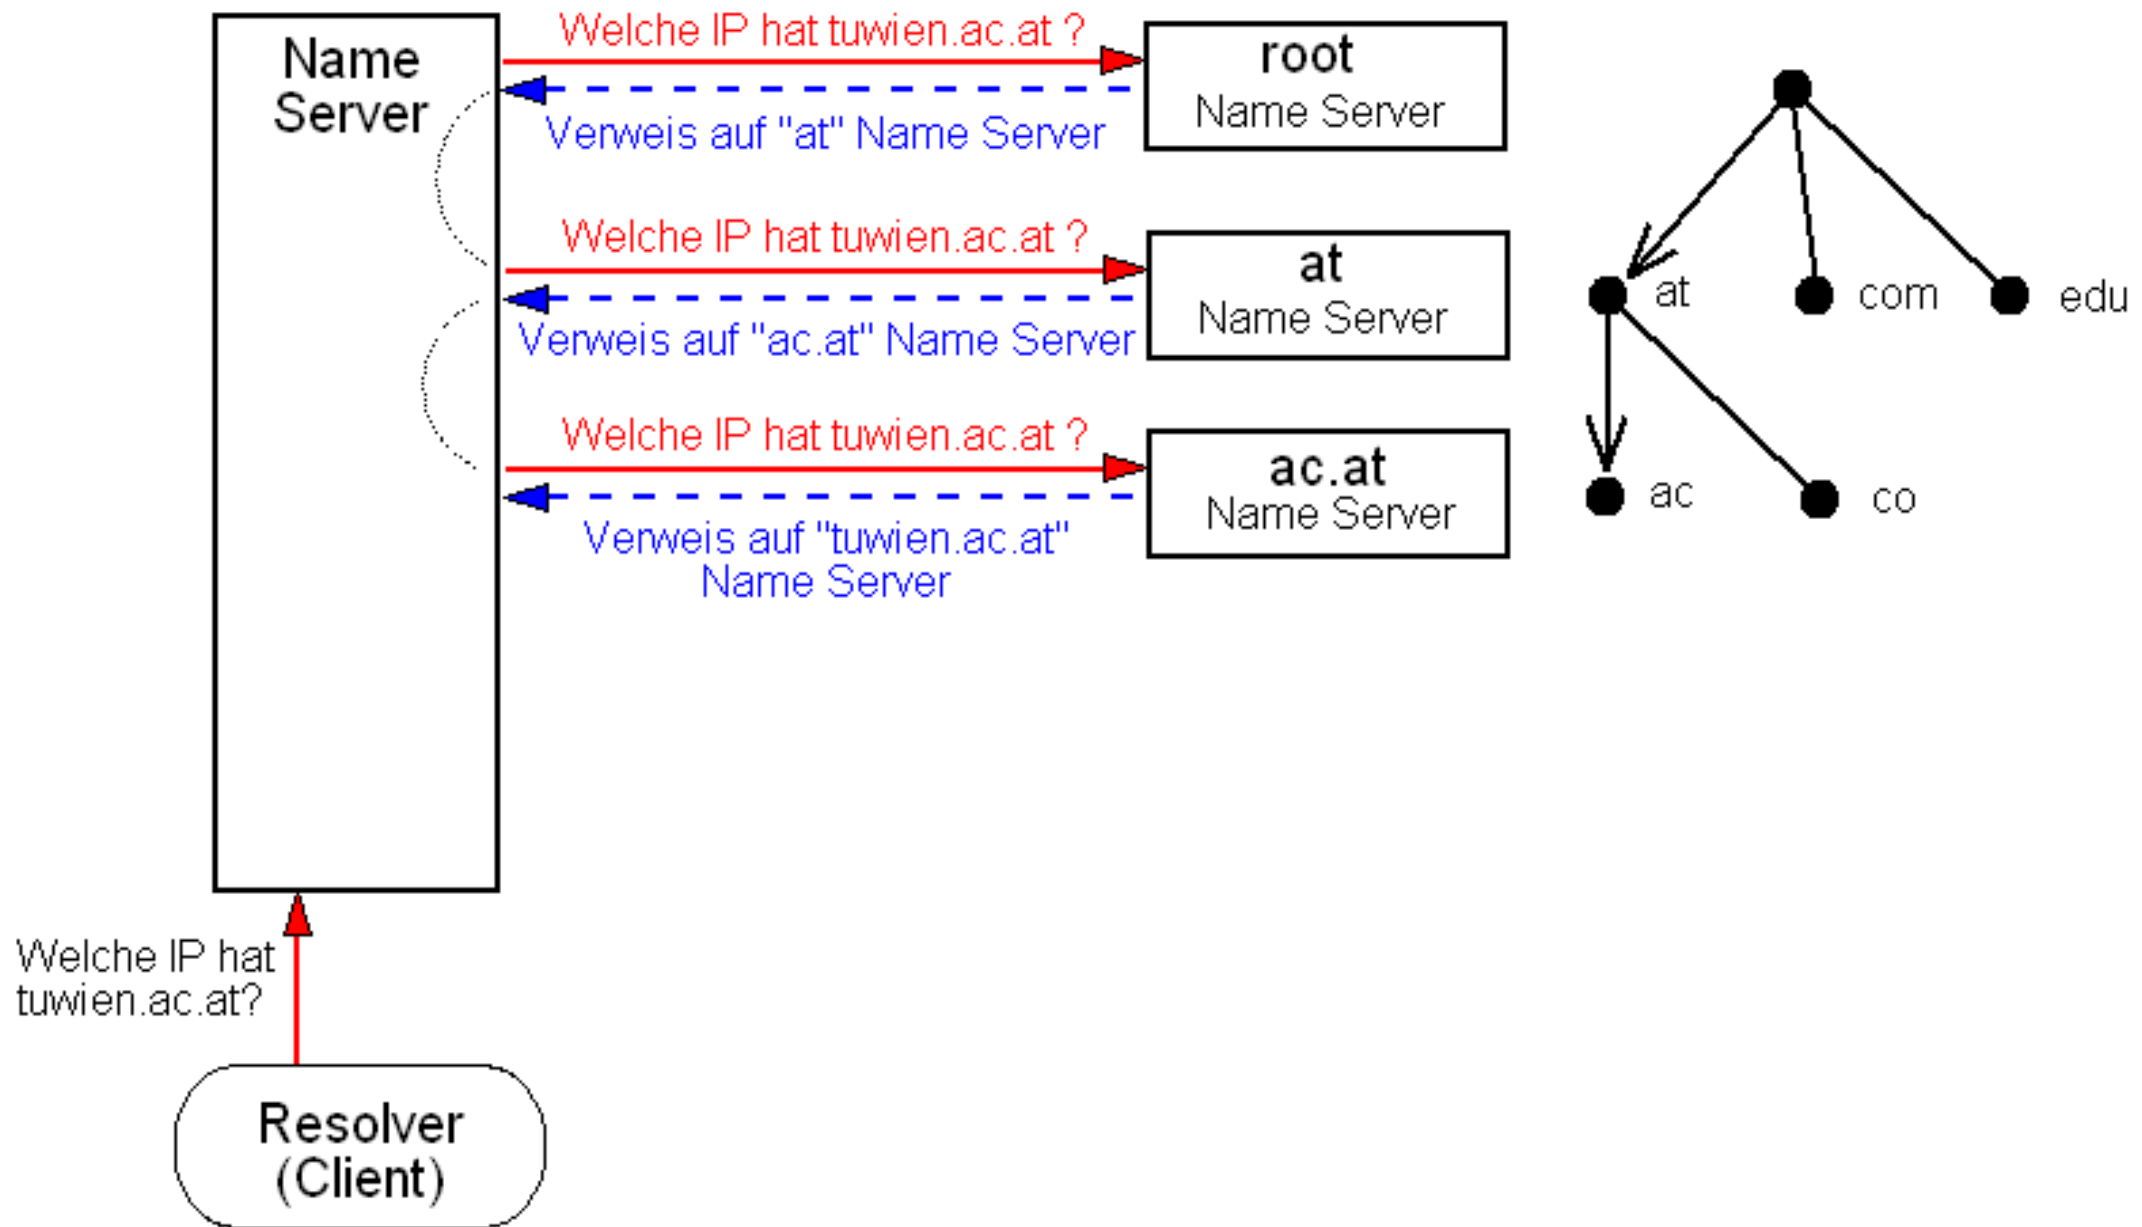 Name
Server
Welche IP hat tuwien.ac.at ?
Verweis auf "at" Name Server
root
Name Server
Welche IP hat tuwien.ac.at ?
Verweis auf "ac.at" Name Server
at
Name Server
Welche IP hat tuwien.ac.at ?
Verweis auf "tuwien.ac.at"
Name Server
ac.at
Name Server
at
com
edu
ac
co
Welche IP hat
tuwien.ac.at?
Resolver
(Client)